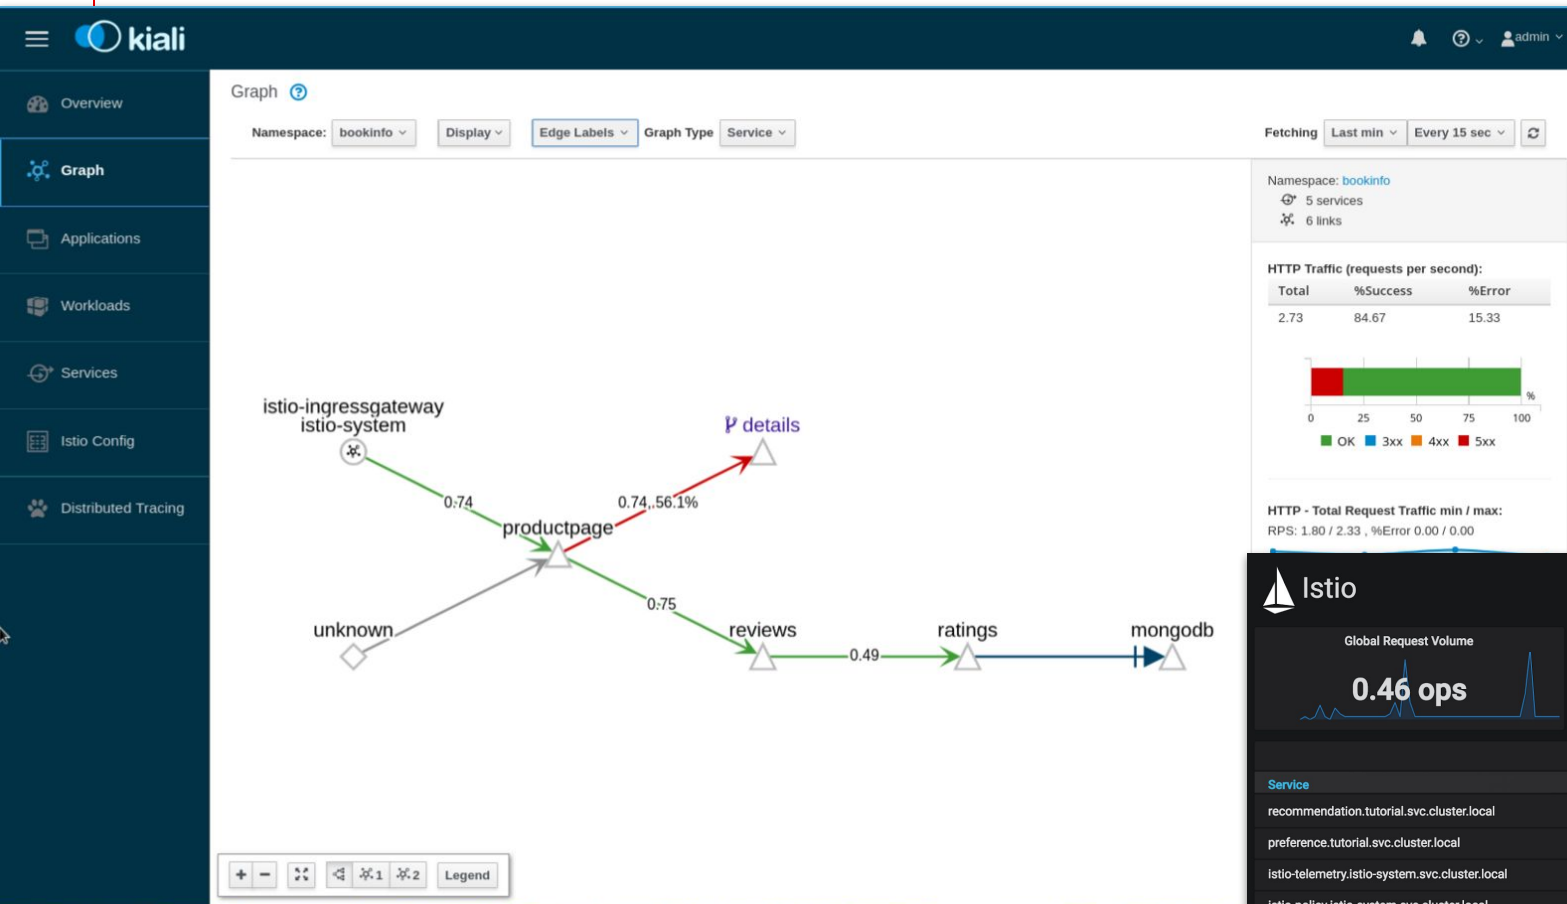 kiali
admin
Overview
Graph
Applications
Workloads
Services
Istio Config
Distributed Tracing
Graph
Namespace: bookinfo Display Edge Labels Graph Type Service
Fetching Last min Every 15 sec
istio-ingressgateway
istio-system
details
0.74
0.74, 56.1%
productpage
0.75
unknown
reviews
ratings
mongodb
0.49
1 2 Legend
Namespace: bookinfo
5 services
6 links
HTTP Traffic (requests per second):
Total %Success %Error
2.73 84.67 15.33
%
0 25 50 75 100
OK 3xx 4xx 5xx
HTTP - Total Request Traffic min / max:
RPS: 1.80 / 2.33 , %Error 0.00 / 0.00
Istio
Global Request Volume
0.46 ops
Service
recommendation.tutorial.svc.cluster.local
preference.tutorial.svc.cluster.local
istio-telemetry.istio-system.svc.cluster.local